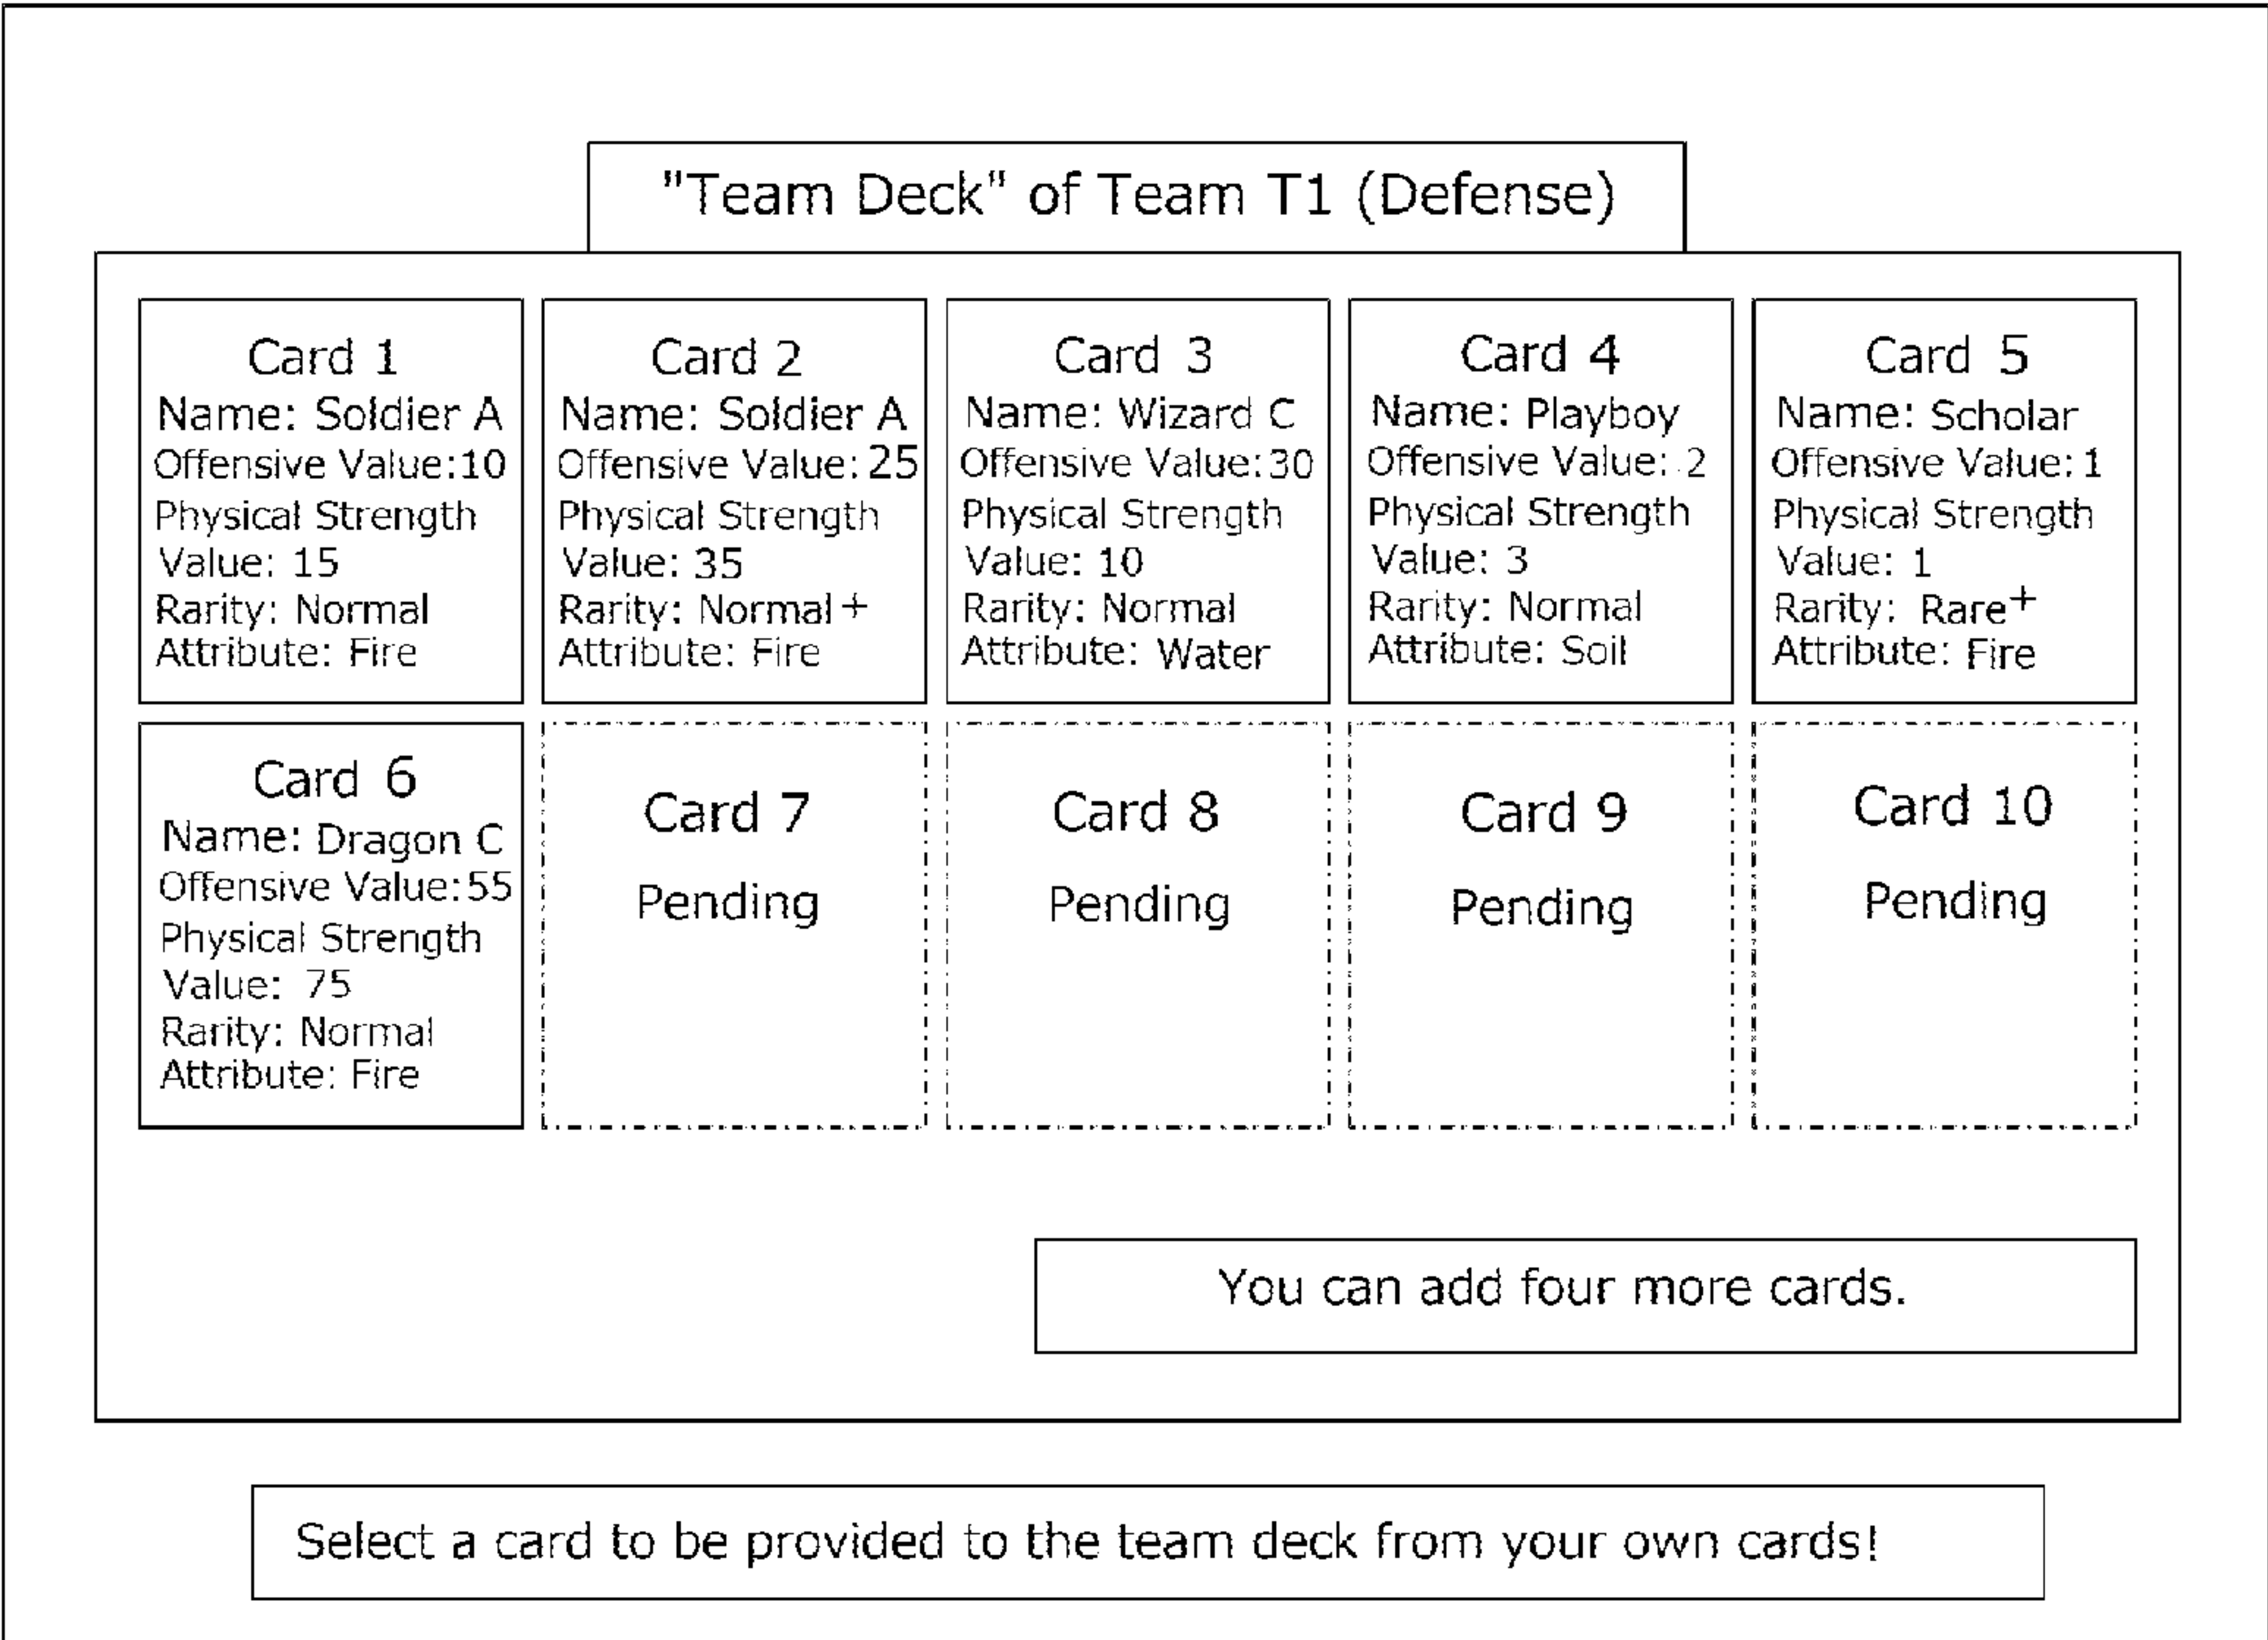 "Team Deck" of Team T1 (Defense)
Card 1
Name: Soldier A
Offensive Value:10
Physical Strength
Value: 15
Rarity: Normal
Attribute: Fire
Card 2
Name: Soldier A
Offensive Value: 25
Physical Strength
Value: 35
Rarity: Normal +
Attribute: Fire
Card 3
Name: Wizard C
Offensive Value:30
Physical Strength
Value: 10
Rarity: Normal
Attribute: Water
Card 4
Name: Playboy
Offensive Value: 2
Physical Strength
Value: 3
Rarity: Normal
Attribute: Soil
Card 5
Name: Scholar
Offensive Value: 1
Physical Strength
Value: 1
Rarity: Rare+
Attribute: Fire
Card 6
Name: Dragon C
Offensive Value:55
Physical Strength
Value: 75
Rarity: Normal
Attribute: Fire
Card 7
Pending
Card 8
Pending
Card 9
Pending
Card 10
Pending
You can add four more cards.
Select a card to be provided to the team deck from your own cards!